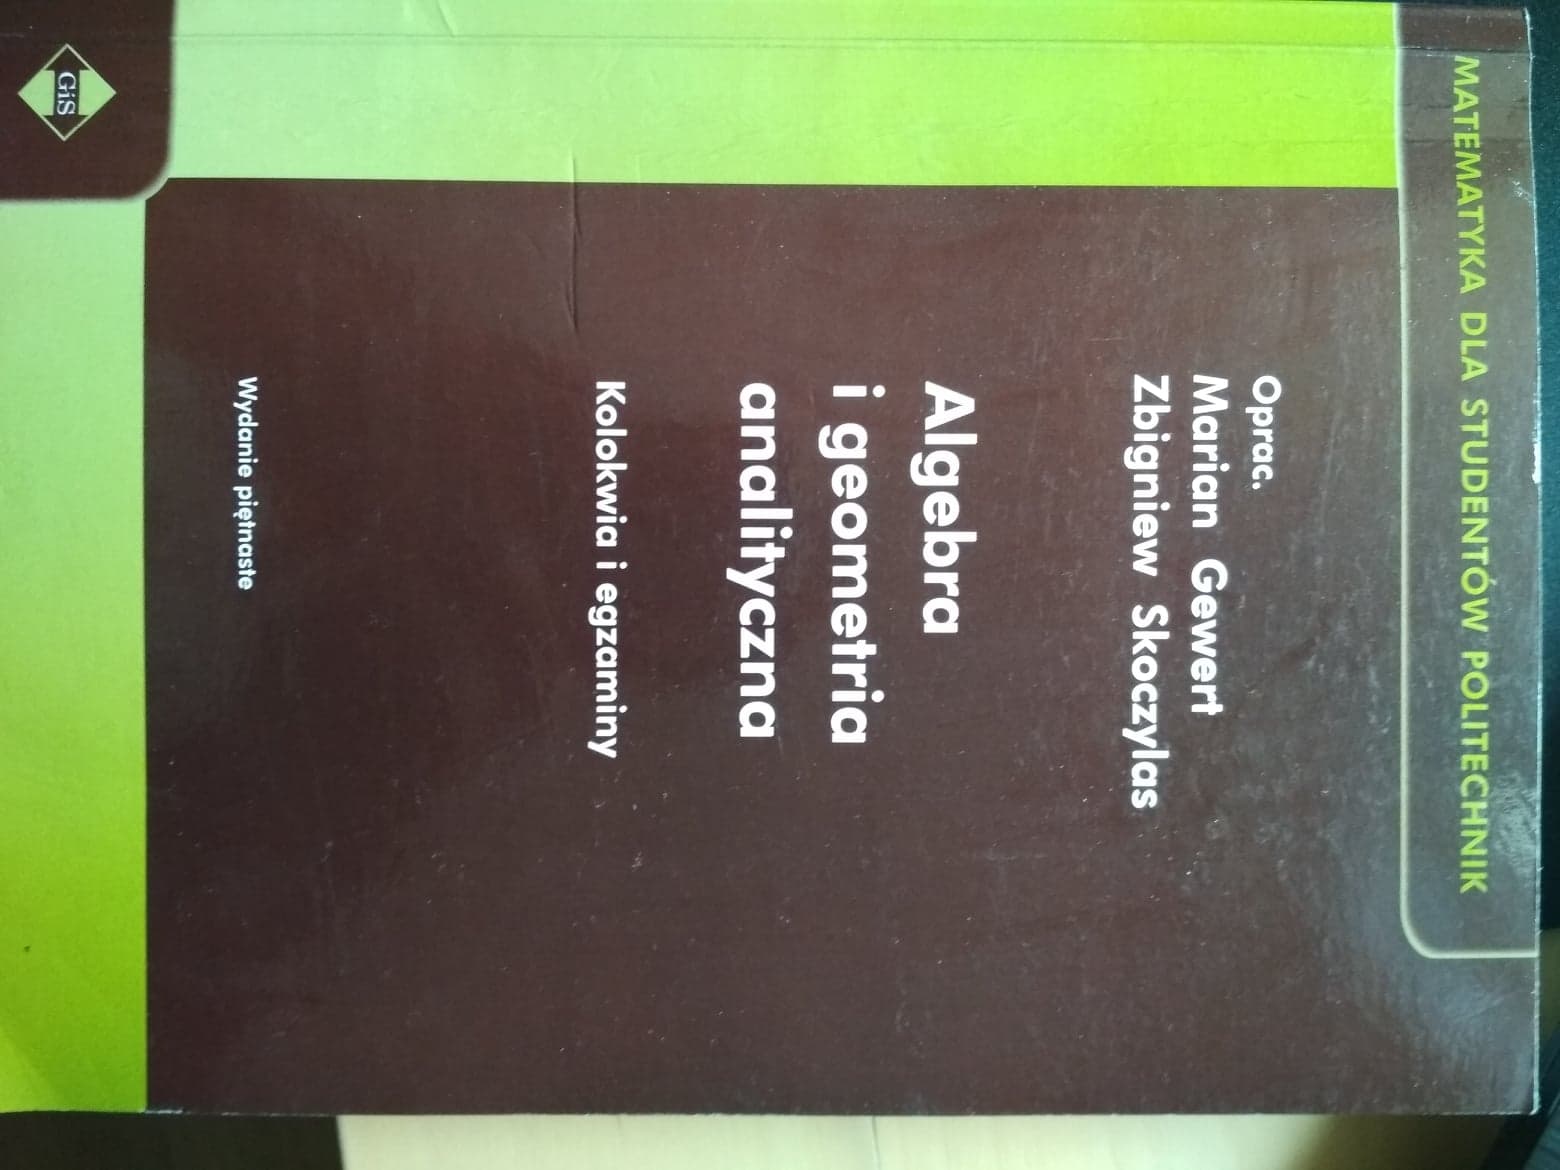 MATEMATYKA DLA STUDENTÓW POLITECHNIK
Oprac.
Marian Gewert
Zbigniew Skoczylas
Algebra
i geometria
analityczna
Kolokwia i egzaminy
Wydanie piętnaste
GiS